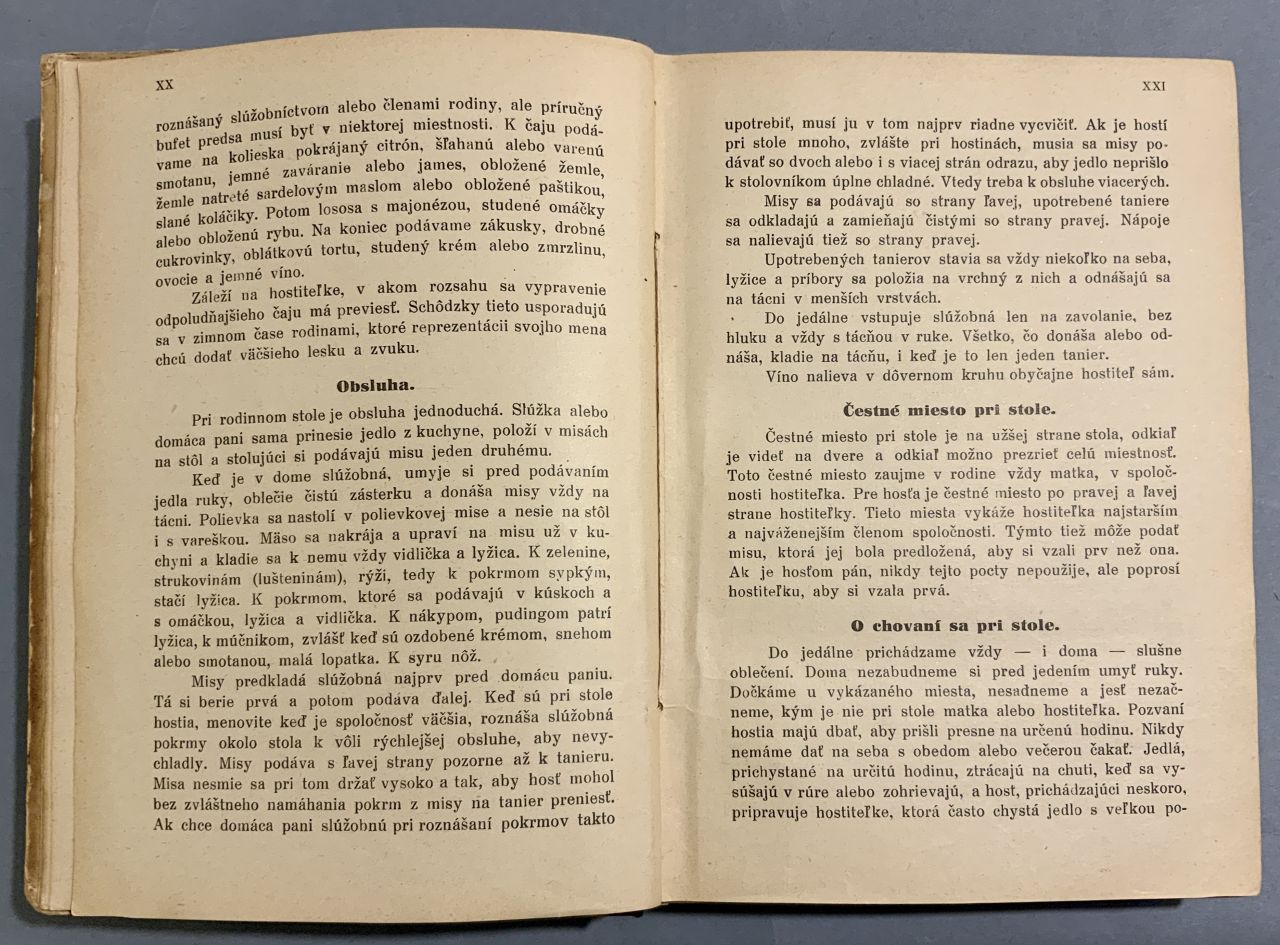 XX
roznášaný slúžobníctvom alebo členami rodiny, ale príručný
bufet predsa musí byť v niektorej miestnosti. K čaju podá-
vame na kolieska pokrájaný citrón, šľahanú alebo varenú
smotanu, jemné zaváranie alebo james, obložené žemle,
žemle natreté sardelovým maslom alebo obložené paštikou,
slané koláčiky. Potom lososa s majonézou, studené omáčky
alebo obloženú rybu. Na koniec podávame zákusky, drobné
cukrovinky, oblátkovú tortu, studený krém alebo zmrzlinu,
ovocie a jemné víno.
Záleží na hostiteľke, v akom rozsahu sa vypravenie
odpoludňajšieho čaju má previesť. Schôdzky tieto usporadujú
sa v zimnom čase rodinami, ktoré reprezentácii svojho mena
chcú dodať väčšieho lesku a zvuku.
Obsluha.
Pri rodinnom stole je obsluha jednoduchá. Slúžka alebo
domáca pani sama prinesie jedlo z kuchyne, položí v misách
na stôl a stolujúci si podávajú misu jeden druhému.
Keď je v dome slúžobná, umyje si pred podávaním
jedla ruky, oblečie čistú zásterku a donáša misy vždy na
tácni. Polievka sa nastolí v polievkovej mise a nesie na stôl
i s vareškou. Mäso sa nakrája a upraví na misu už v ku-
chyni a kladie sa k nemu vždy vidlička a lyžica. K zelenine,
strukovinám (lušteninám), rýži, tedy k pokrmom sypkým,
stačí lyžica. K pokrmom, ktoré sa podávajú v kúskoch a
s omáčkou, lyžica a vidlička. K nákypom, pudingom patrí
lyžica, k múčnikom, zvlášť keď sú ozdobené krémom, snehom
alebo smotanou, malá lopatka. K syru nôž.
Misy predkladá slúžobná najprv pred domácu paniu.
Tá si berie prvá a potom podáva ďalej. Keď sú pri stole
hostia, menovite keď je spoločnosť väčšia, roznáša slúžobná
pokrmy okolo stola k vôli rýchlejšej obsluhe, aby nevy-
chladly. Misy podáva s ľavej strany pozorne až k tanieru.
Misa nesmie sa pri tom držať vysoko a tak, aby hosť mohol
bez zvláštneho namáhania pokrm z misy na tanier preniesť.
Ak chce domáca pani slúžobnú pri roznášaní pokrmov takto
XXI
upotrebiť, musí ju v tom najprv riadne vycvičiť. Ak je hostí
pri stole mnoho, zvlášte pri hostinách, musia sa misy po-
dávať so dvoch alebo i s viacej strán odrazu, aby jedlo neprišlo
k stolovníkom úplne chladné. Vtedy treba k obsluhe viacerých.
Misy sa podávajú so strany ľavej, upotrebené taniere
sa odkladajú a zamieňajú čistými so strany pravej. Nápoje
sa nalievajú tiež so strany pravej.
Upotrebených tanierov stavia sa vždy niekoľko na seba,
lyžice a príbory sa položia na vrchný z nich a odnášajú sa
na tácni v menších vrstvách.
Do jedálne vstupuje slúžobná len na zavolanie, bez
hluku a vždy s tácňou v ruke. Všetko, čo donáša alebo od-
náša, kladie na tácňu, i keď je to len jeden tanier.
Víno nalieva v dôvernom kruhu obyčajne hostiteľ sám.
Čestné miesto pri stole.
Čestné miesto pri stole je na užšej strane stola, odkiaľ
je videť na dvere a odkiaľ možno prezrieť celú miestnosť.
Toto čestné miesto zaujme v rodine vždy matka, v spoloč-
nosti hostiteľka. Pre hosťa je čestné miesto po pravej a ľavej
strane hostiteľky. Tieto miesta vykáže hostiteľka najstarším
a najváženejším členom spoločnosti. Týmto tiež môže podať
misu, ktorá jej bola predložená, aby si vzali prv než ona.
Ak je hosťom pán, nikdy tejto pocty nepoužije, ale poprosí
hostiteľku, aby si vzala prvá.
O chovaní sa pri stole.
Do jedálne prichádzame vždy — i doma — slušne
oblečení. Doma nezabudneme si pred jedením umyť ruky.
Dočkáme u vykázaného miesta, nesadneme a jesť nezač-
neme, kým je nie pri stole matka alebo hostiteľka. Pozvaní
hostia majú dbať, aby prišli presne na určenú hodinu. Nikdy
nemáme dať na seba s obedom alebo večerou čakať. Jedlá,
prichystané na určitú hodinu, ztrácajú na chuti, keď sa vy-
súšajú v rúre alebo zohrievajú, a host, prichádzajúci neskoro,
pripravuje hostiteľke, ktorá často chystá jedlo s veľkou po-